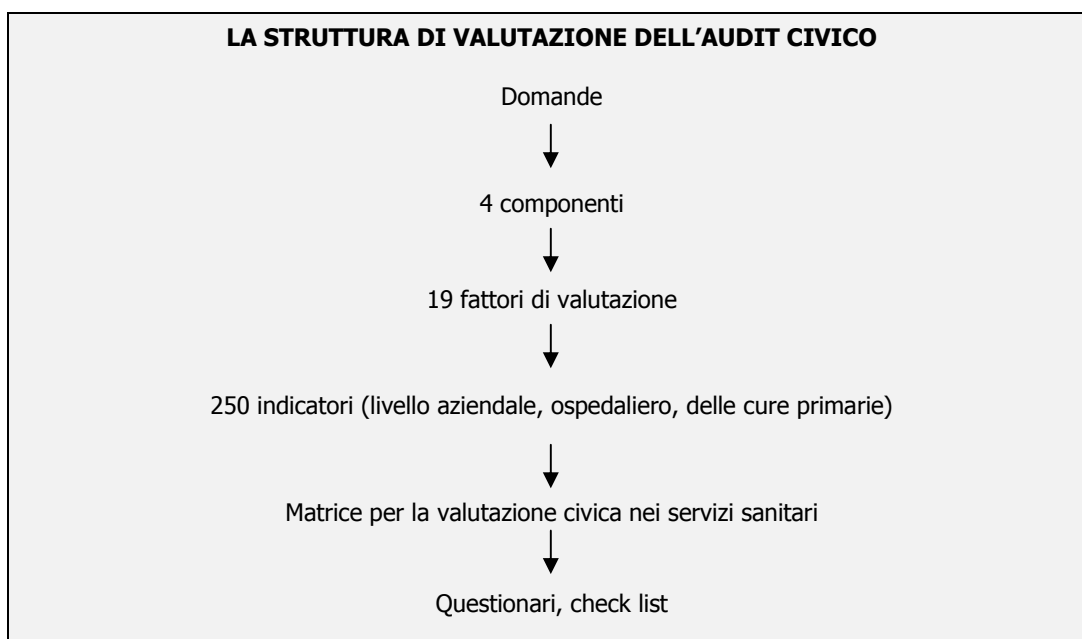 LA STRUTTURA DI VALUTAZIONE DELL’AUDIT CIVICO
Domande
4 componenti
19 fattori di valutazione
250 indicatori (livello aziendale, ospedaliero, delle cure primarie)
Matrice per la valutazione civica nei servizi sanitari
Questionari, check list